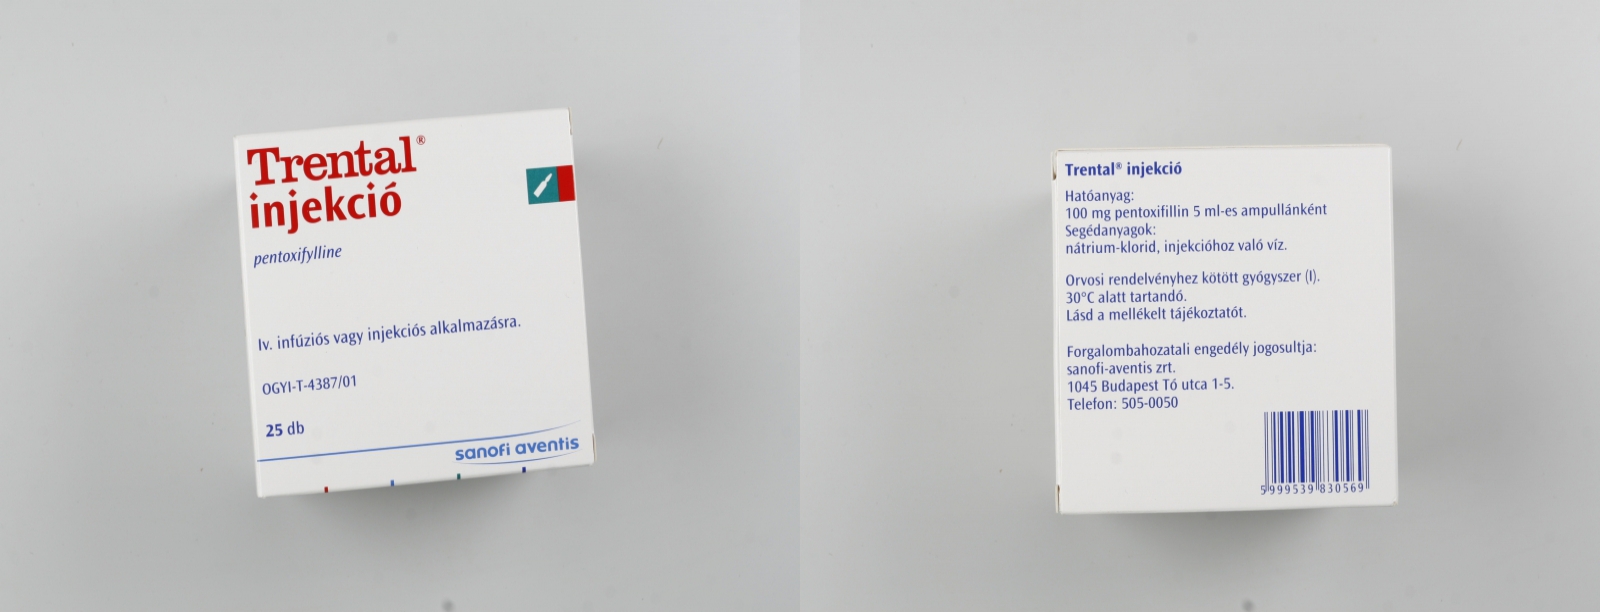 Trental®
injekció
pentoxifylline
Iv. infúziós vagy injekciós alkalmazásra.
OGYI-T-4387/01
25 db
sanofi aventis
Trental® injekció
Hatóanyag:
100 mg pentoxifillin 5 ml-es ampullánként
Segédanyagok:
nátrium-klorid, injekcióhoz való víz.
Orvosi rendelvényhez kötött gyógyszer (I).
30°C alatt tartandó.
Lásd a mellékelt tájékoztatót.
Forgalombahozatali engedély jogosultja:
sanofi-aventis zrt.
1045 Budapest Tó utca 1-5.
Telefon: 505-0050
5 999539 830569